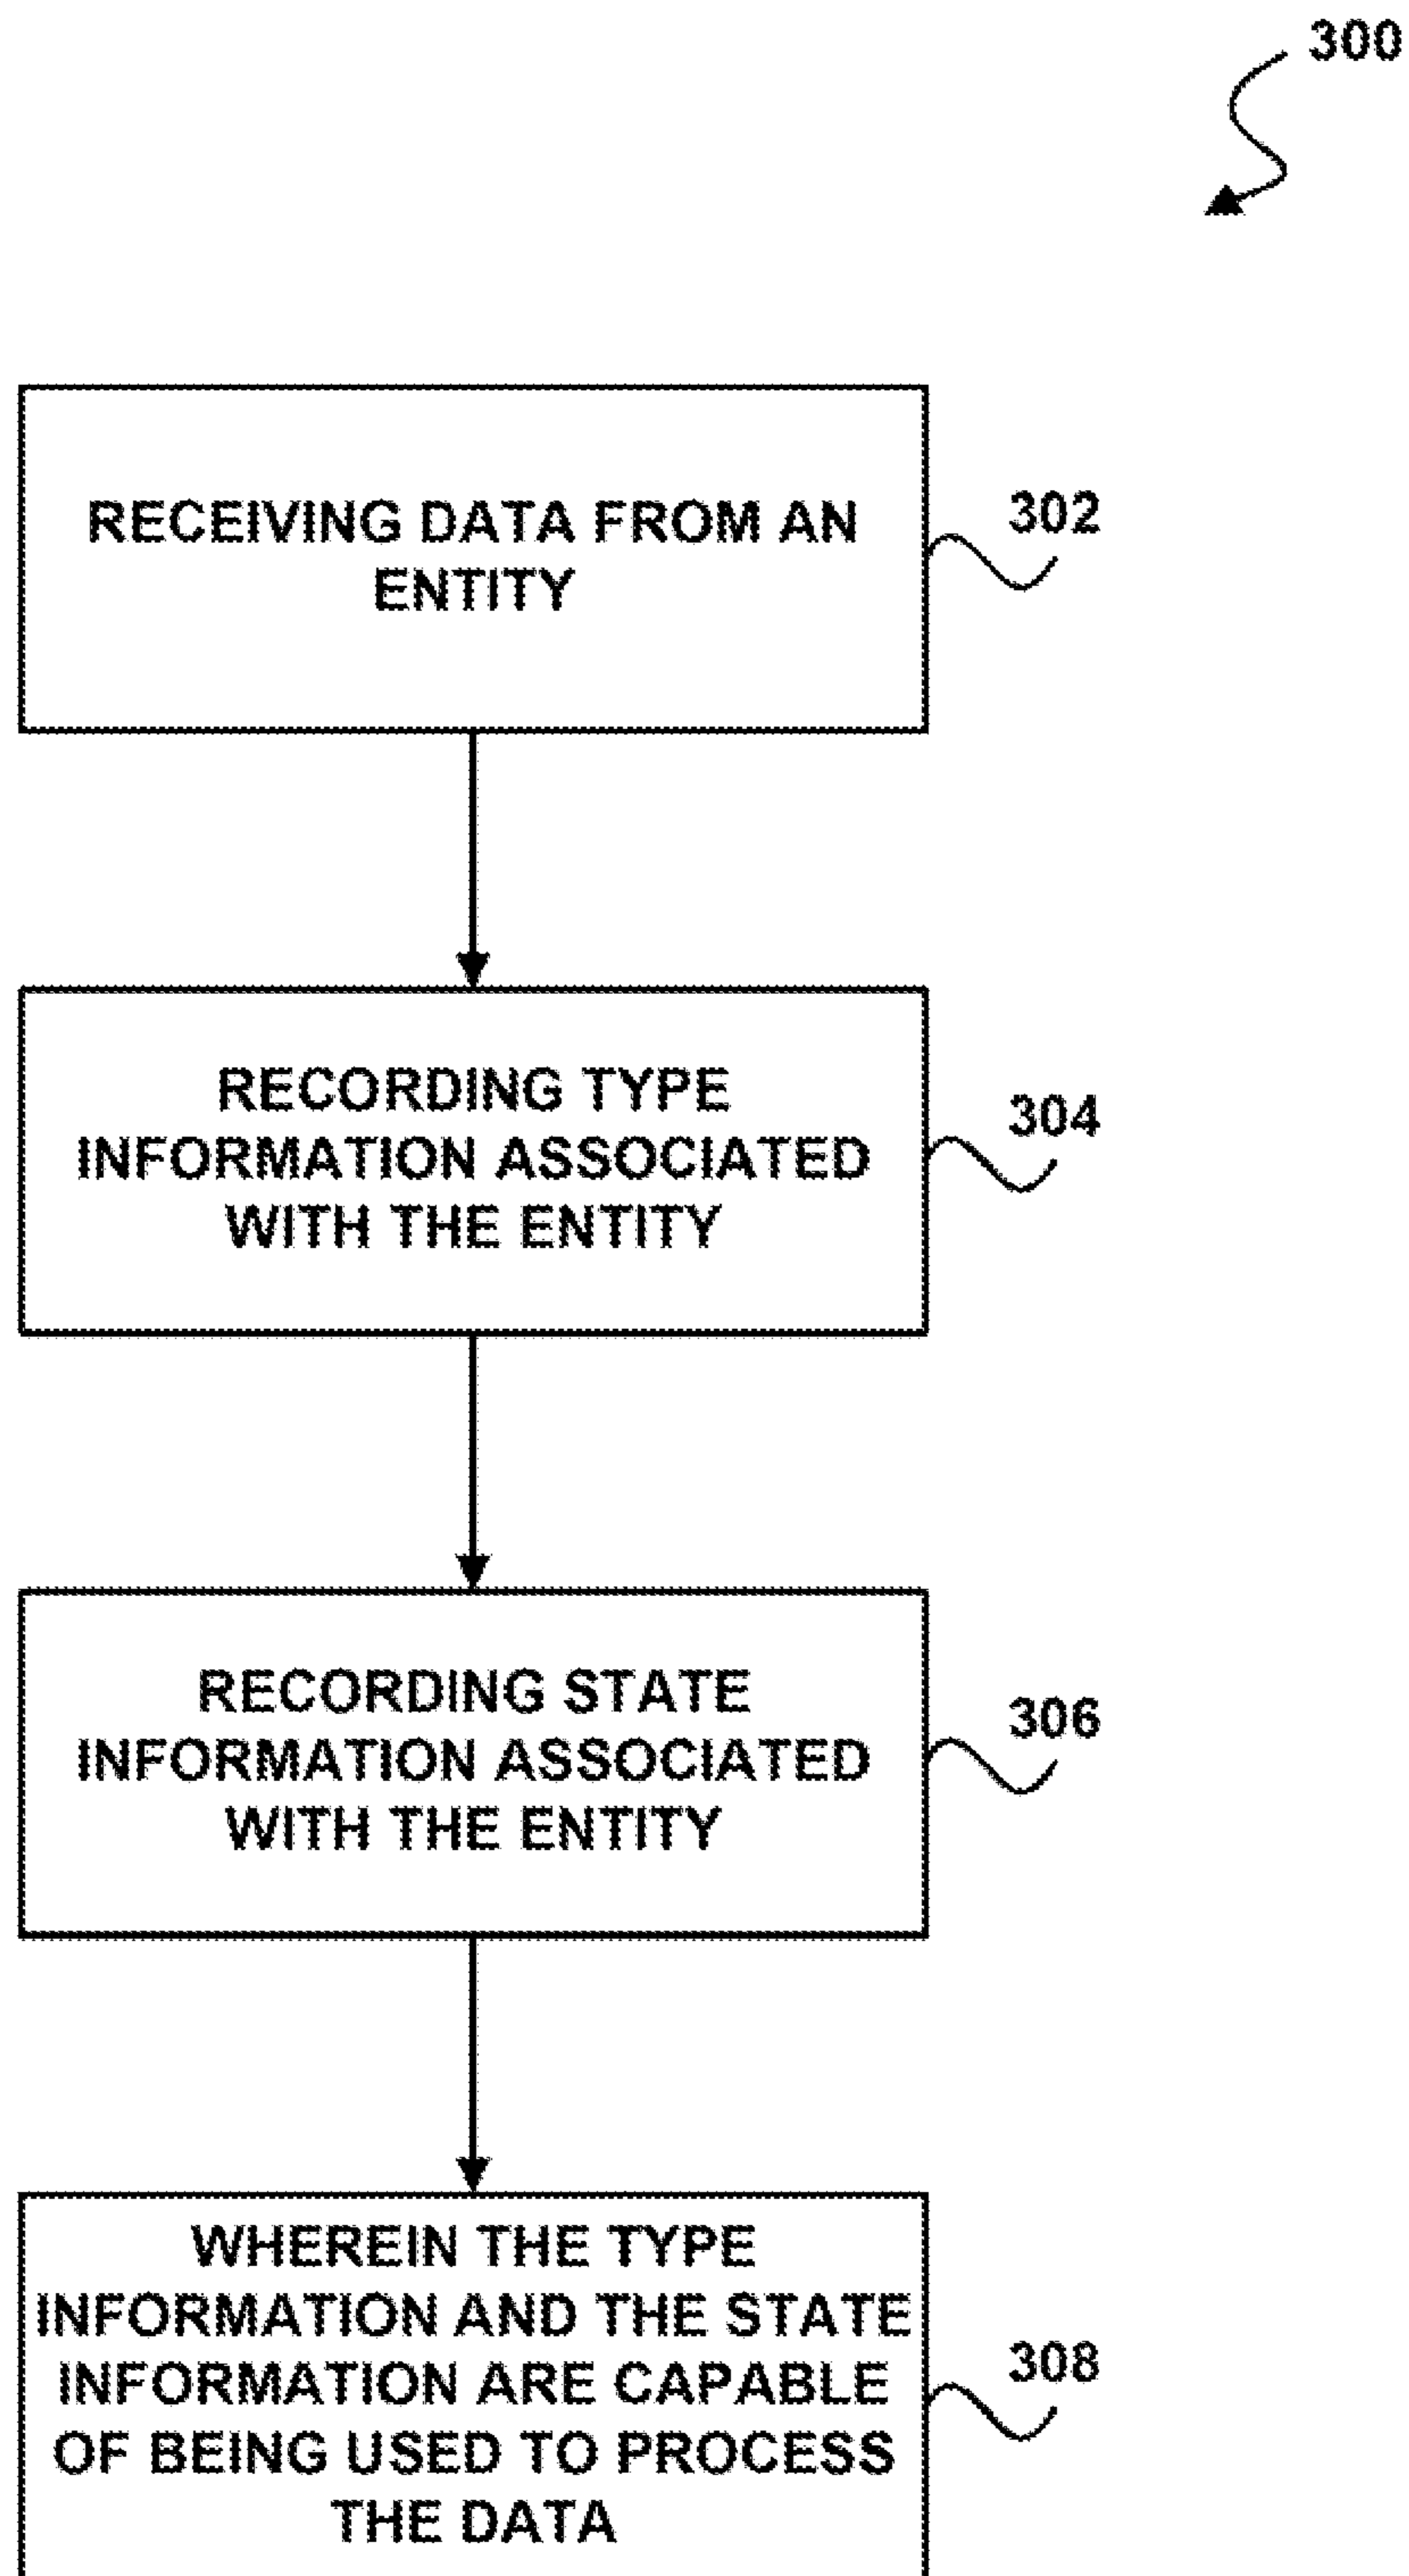 300
RECEIVING DATA FROM AN
ENTITY
302
RECORDING TYPE
INFORMATION ASSOCIATED
WITH THE ENTITY
304
RECORDING STATE
INFORMATION ASSOCIATED
WITH THE ENTITY
306
WHEREIN THE TYPE
INFORMATION AND THE STATE
INFORMATION ARE CAPABLE
OF BEING USED TO PROCESS
THE DATA
308